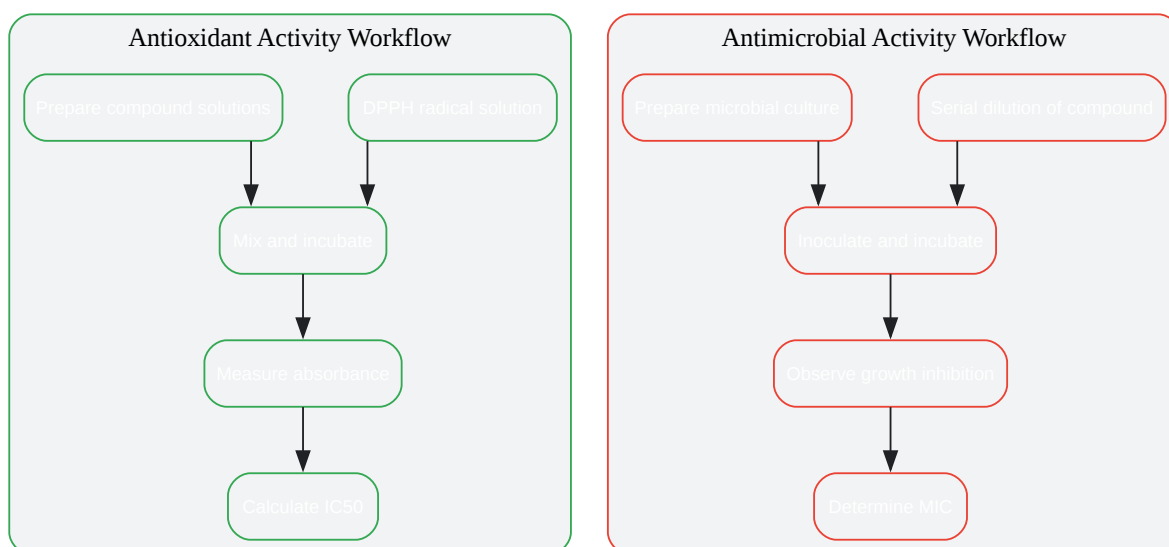 Antioxidant Activity Workflow
Prepare compound solutions
DPPH radical solution
Mix and incubate
Measure absorbance
Calculate IC50
Antimicrobial Activity Workflow
Prepare microbial culture
Serial dilution of compound
Inoculate and incubate
Observe growth inhibition
Determine MIC